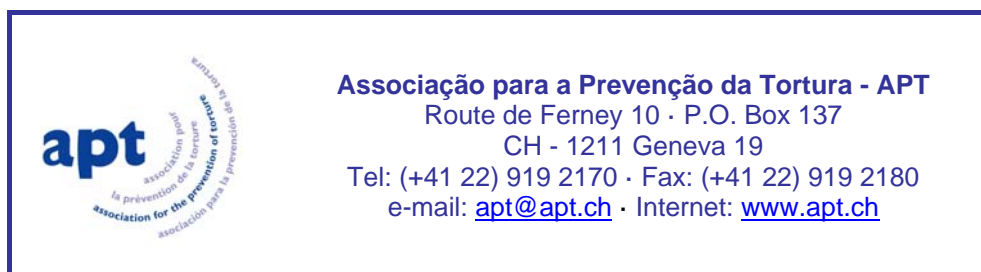 apt
association pour
la prévention de la torture
association for the prevention of torture
asociación para la prevención de la tortura
Associação para a Prevenção da Tortura - APT
Route de Ferney 10 · P.O. Box 137
CH - 1211 Geneva 19
Tel: (+41 22) 919 2170 · Fax: (+41 22) 919 2180
e-mail: apt@apt.ch · Internet: www.apt.ch